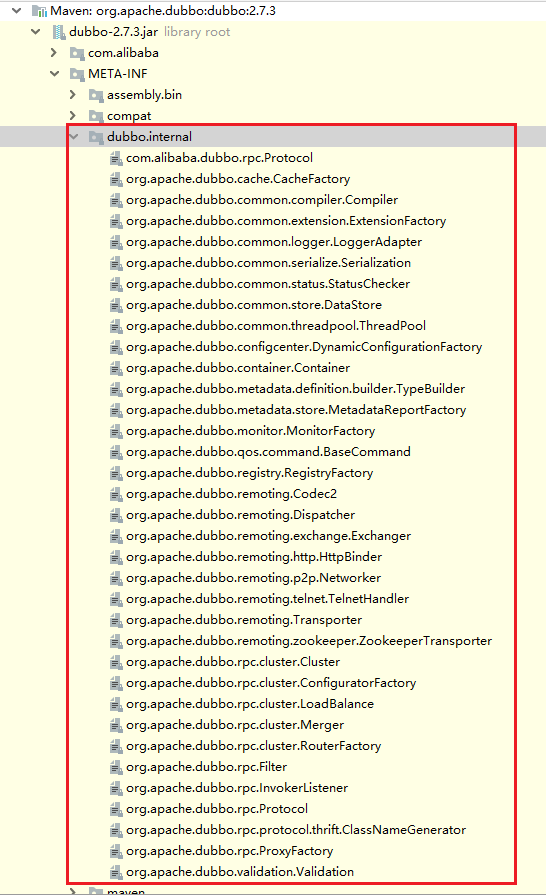 Maven: org.apache.dubbo:dubbo:2.7.3
dubbo-2.7.3.jar library root
com.alibaba
META-INF
assembly.bin
compat
dubbo.internal
com.alibaba.dubbo.rpc.Protocol
org.apache.dubbo.cache.CacheFactory
org.apache.dubbo.common.compiler.Compiler
org.apache.dubbo.common.extension.ExtensionFactory
org.apache.dubbo.common.logger.LoggerAdapter
org.apache.dubbo.common.serialize.Serialization
org.apache.dubbo.common.status.StatusChecker
org.apache.dubbo.common.store.DataStore
org.apache.dubbo.common.threadpool.ThreadPool
org.apache.dubbo.configcenter.DynamicConfigurationFactory
org.apache.dubbo.container.Container
org.apache.dubbo.metadata.definition.builder.TypeBuilder
org.apache.dubbo.metadata.store.MetadataReportFactory
org.apache.dubbo.monitor.MonitorFactory
org.apache.dubbo.qos.command.BaseCommand
org.apache.dubbo.registry.RegistryFactory
org.apache.dubbo.remoting.Codec2
org.apache.dubbo.remoting.Dispatcher
org.apache.dubbo.remoting.exchange.Exchanger
org.apache.dubbo.remoting.http.HttpBinder
org.apache.dubbo.remoting.p2p.Networker
org.apache.dubbo.remoting.telnet.TelnetHandler
org.apache.dubbo.remoting.Transporter
org.apache.dubbo.remoting.zookeeper.ZookeeperTransporter
org.apache.dubbo.rpc.cluster.Cluster
org.apache.dubbo.rpc.cluster.ConfiguratorFactory
org.apache.dubbo.rpc.cluster.LoadBalance
org.apache.dubbo.rpc.cluster.Merger
org.apache.dubbo.rpc.cluster.RouterFactory
org.apache.dubbo.rpc.Filter
org.apache.dubbo.rpc.InvokerListener
org.apache.dubbo.rpc.Protocol
org.apache.dubbo.rpc.protocol.thrift.ClassNameGenerator
org.apache.dubbo.rpc.ProxyFactory
org.apache.dubbo.validation.Validation
maven